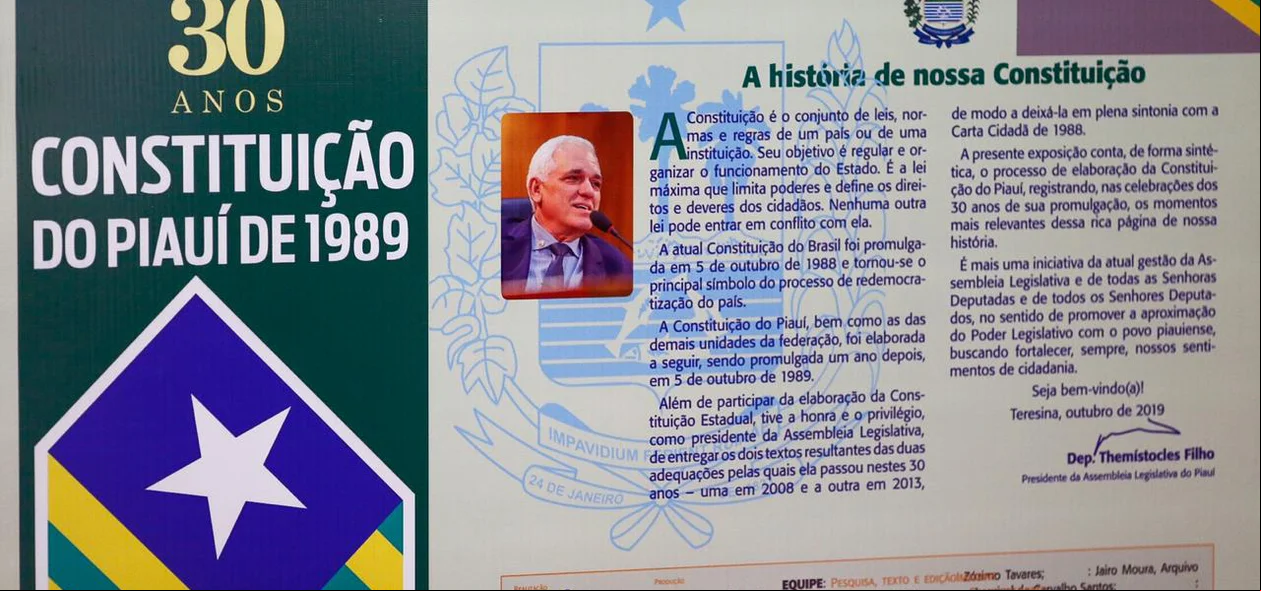 30
ANOS
CONSTITUIÇÃO
DO PIAUÍ DE 1989
A história de nossa Constituição
A Constituição é o conjunto de leis, nor-
mas e regras de um país ou de uma
instituição. Seu objetivo é regular e or-
ganizar o funcionamento do Estado. É a lei
máxima que limita poderes e define os direi-
tos e deveres dos cidadãos. Nenhuma outra
lei pode entrar em conflito com ela.
A atual Constituição do Brasil foi promulga-
da em 5 de outubro de 1988 e tornou-se o
principal símbolo do processo de redemocra-
tização do país.
A Constituição do Piauí, bem como as das
demais unidades da federação, foi elaborada
a seguir, sendo promulgada um ano depois,
em 5 de outubro de 1989.
Além de participar da elaboração da Cons-
tituição Estadual, tive a honra e o privilégio,
como presidente da Assembleia Legislativa,
de entregar os dois textos resultantes das duas
adequações pelas quais ela passou nestes 30
anos – uma em 2008 e a outra em 2013,
de modo a deixá-la em plena sintonia com a
Carta Cidadã de 1988.
A presente exposição conta, de forma sinté-
tica, o processo de elaboração da Constitui-
ção do Piauí, registrando, nas celebrações dos
30 anos de sua promulgação, os momentos
mais relevantes dessa rica página de nossa
história.
É mais uma iniciativa da atual gestão da As-
sembleia Legislativa e de todas as Senhoras
Deputadas e de todos os Senhores Deputa-
dos, no sentido de promover a aproximação
do Poder Legislativo com o povo piauiense,
buscando fortalecer, sempre, nossos senti-
mentos de cidadania.
Seja bem-vindo(a)!
Teresina, outubro de 2019
Dep. Themístocles Filho
Presidente da Assembleia Legislativa do Piauí
IMPAVIDIUM
24 DE JANEIRO
REALIZAÇÃO
PRODUÇÃO
EQUIPE: PESQUISA, TEXTO E EDIÇÃO
Zózimo Tavares;
: Jairo Moura, Arquivo
Carvalho Santos;